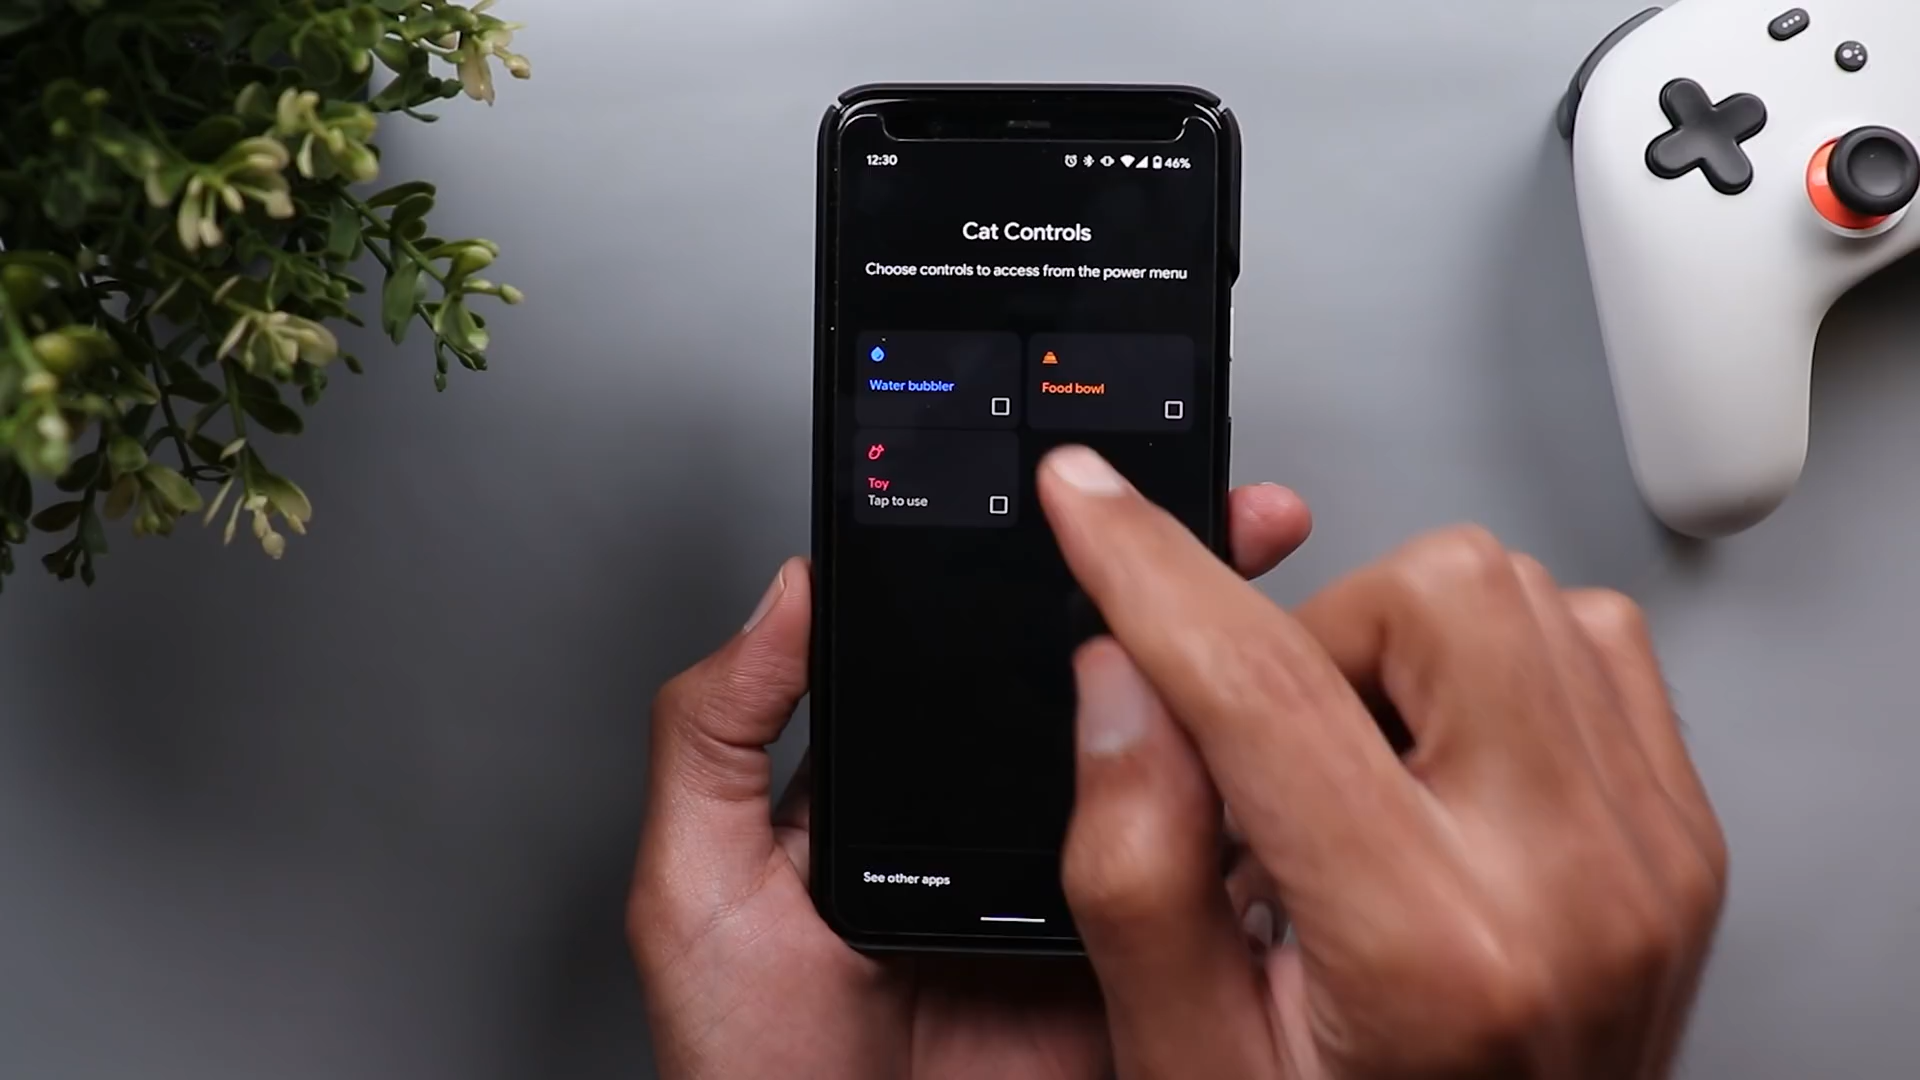 12:30
46%
Cat Controls
Choose controls to access from the power menu
Water bubbler
Food bowl
Toy
Tap to use
See other apps